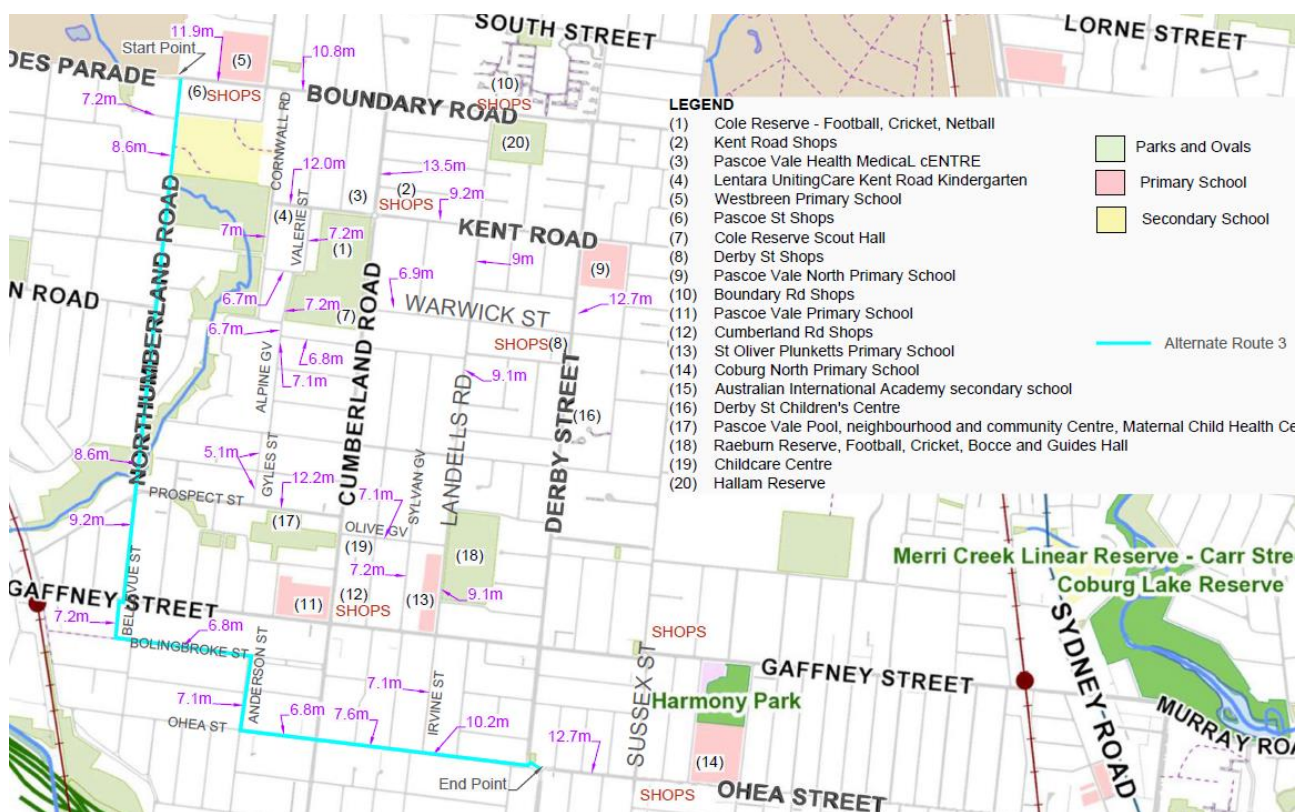 SOUTH STREET
LORNE STREET
11.9m
Start Point
(5)
10.8m
DES PARADE
(6)
SHOPS
(10)
SHOPS
BOUNDARY ROAD
7.2m
8.6m
CORNWALL RD
12.0m
13.5m
(20)
(3)
(2)
SHOPS
9.2m
(4)
VALERIE ST
7m
7.2m
(1)
KENT ROAD
9m
(9)
NORTHUMBERLAND ROAD
N ROAD
6.7m
6.9m
WARWICK ST
12.7m
7.2m
(7)
6.7m
6.8m
SHOPS
(8)
7.1m
ALPINE GV
CUMBERLAND ROAD
9.1m
LANDELLS RD
DERBY STREET
(16)
8.6m
5.1m
GYLES ST
12.2m
PROSPECT ST
7.1m
SYLVAN GV
9.2m
(17)
OLIVE GV
(19)
(18)
7.2m
BELLEVUE ST
GAFFNEY STREET
(11)
(12)
SHOPS
(13)
9.1m
7.2m
6.8m
BOLINGBROKE ST
ANDERSON ST
7.1m
7.1m
IRVINE ST
OHEA ST
6.8m
7.6m
10.2m
End Point
12.7m
SHOPS
SUSSEX ST
GAFFNEY STREET
Harmony Park
(14)
SHOPS
OHEA STREET
Merri Creek Linear Reserve - Carr Stre
Coburg Lake Reserve
SYDNEY ROAD
MURRAY ROA
LEGEND
(1) Cole Reserve - Football, Cricket, Netball
(2) Kent Road Shops
(3) Pascoe Vale Health MedicaL cENTRE
(4) Lentara UnitingCare Kent Road Kindergarten
(5) Westbreen Primary School
(6) Pascoe St Shops
(7) Cole Reserve Scout Hall
(8) Derby St Shops
(9) Pascoe Vale North Primary School
(10) Boundary Rd Shops
(11) Pascoe Vale Primary School
(12) Cumberland Rd Shops
(13) St Oliver Plunketts Primary School
(14) Coburg North Primary School
(15) Australian International Academy secondary school
(16) Derby St Children's Centre
(17) Pascoe Vale Pool, neighbourhood and community Centre, Maternal Child Health Ce
(18) Raeburn Reserve, Football, Cricket, Bocce and Guides Hall
(19) Childcare Centre
(20) Hallam Reserve
Parks and Ovals
Primary School
Secondary School
Alternate Route 3